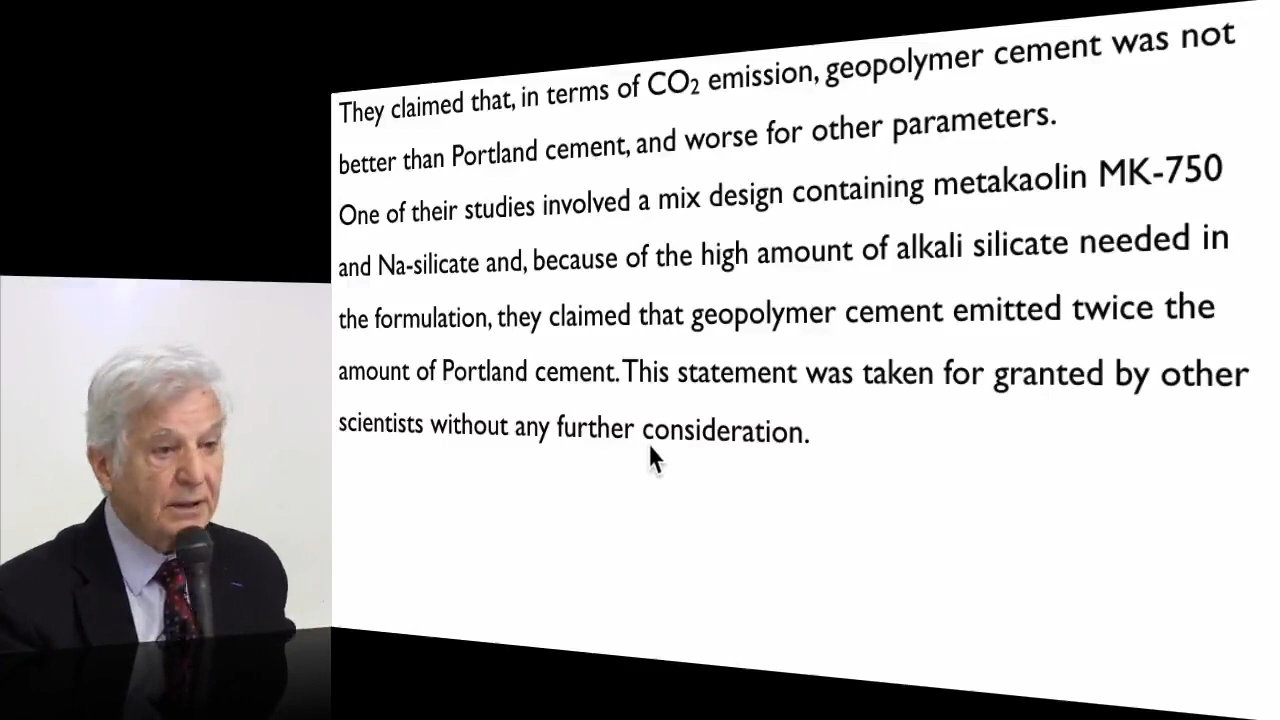 They claimed that, in terms of CO₂ emission, geopolymer cement was not
better than Portland cement, and worse for other parameters.
One of their studies involved a mix design containing metakaolin MK-750
and Na-silicate and, because of the high amount of alkali silicate needed in
the formulation, they claimed that geopolymer cement emitted twice the
amount of Portland cement. This statement was taken for granted by other
scientists without any further consideration.